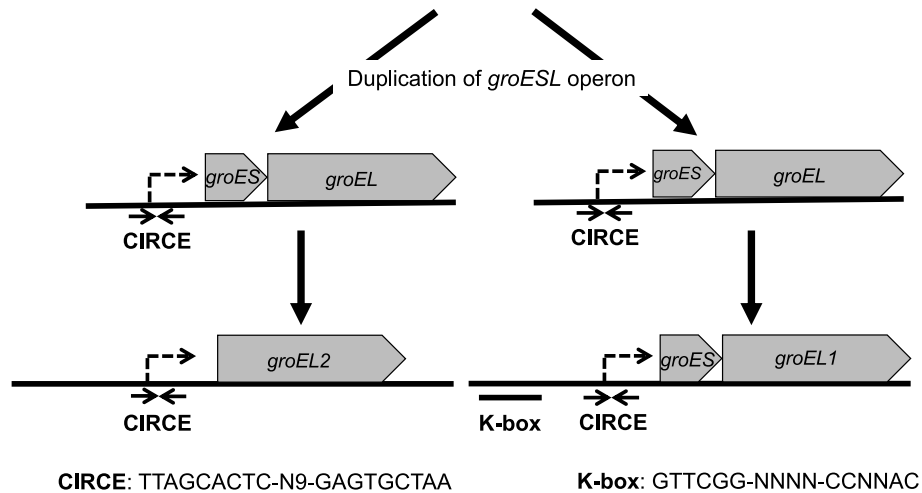 Duplication of groESL operon
groES groEL groES groEL
CIRCE CIRCE
groEL2 groES groEL1
CIRCE K-box CIRCE
CIRCE: TTAGCACTC-N9-GAGTGCTAA K-box: GTTCGG-NNNN-CCNNAC